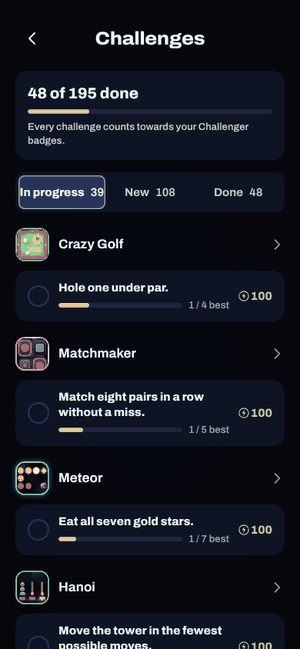 Challenges
48 of 195 done
Every challenge counts towards your Challenger
badges.
In progress 39 New 108 Done 48
Crazy Golf
Hole one under par.
1 / 4 best
100
Matchmaker
Match eight pairs in a row
without a miss.
1 / 5 best
100
Meteor
Eat all seven gold stars.
1 / 7 best
100
Hanoi
Move the tower in the fewest
possible moves.
100